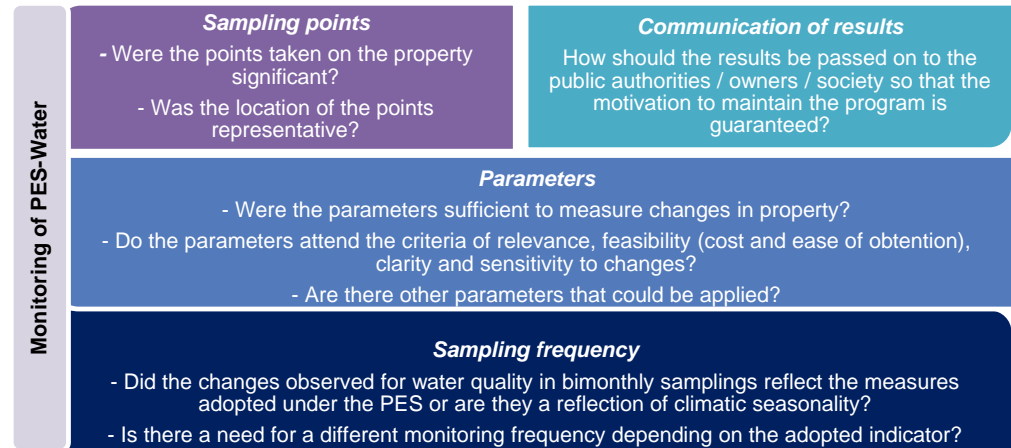 Monitoring of PES-Water
Sampling points
- Were the points taken on the property
significant?
- Was the location of the points
representative?
Communication of results
How should the results be passed on to the
public authorities / owners / society so that the
motivation to maintain the program is
guaranteed?
Parameters
- Were the parameters sufficient to measure changes in property?
- Do the parameters attend the criteria of relevance, feasibility (cost and ease of obtention),
clarity and sensitivity to changes?
- Are there other parameters that could be applied?
Sampling frequency
- Did the changes observed for water quality in bimonthly samplings reflect the measures
adopted under the PES or are they a reflection of climatic seasonality?
- Is there a need for a different monitoring frequency depending on the adopted indicator?